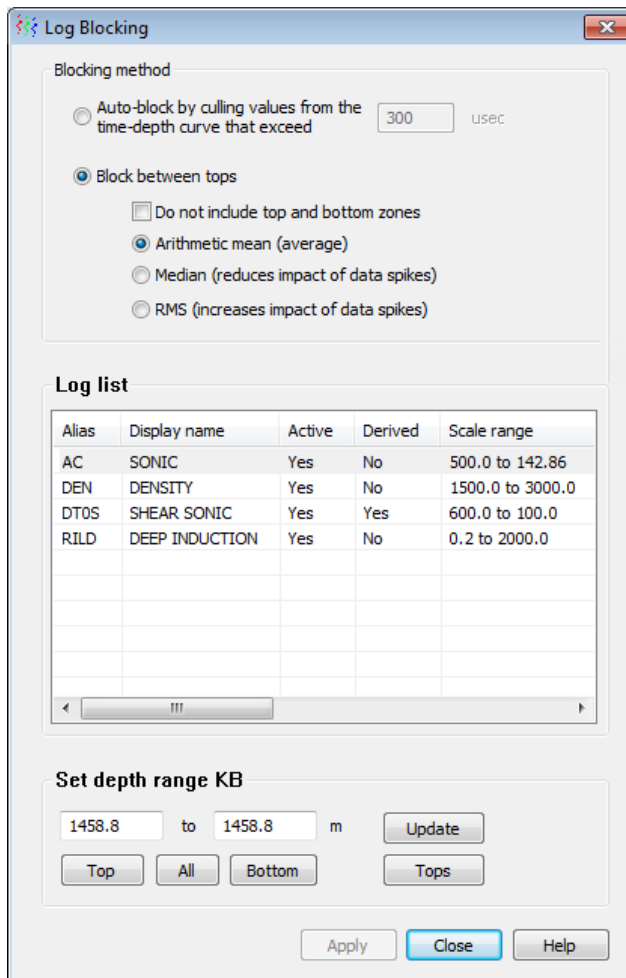 Log Blocking
Blocking method
Auto-block by culling values from the
time-depth curve that exceed 300 usec
Block between tops
Do not include top and bottom zones
Arithmetic mean (average)
Median (reduces impact of data spikes)
RMS (increases impact of data spikes)
Log list
Alias Display name Active Derived Scale range
AC SONIC Yes No 500.0 to 142.86
DEN DENSITY Yes No 1500.0 to 3000.0
DT0S SHEAR SONIC Yes Yes 600.0 to 100.0
RILD DEEP INDUCTION Yes No 0.2 to 2000.0
Set depth range KB
1458.8 to 1458.8 m Update
Top All Bottom Tops
Apply Close Help